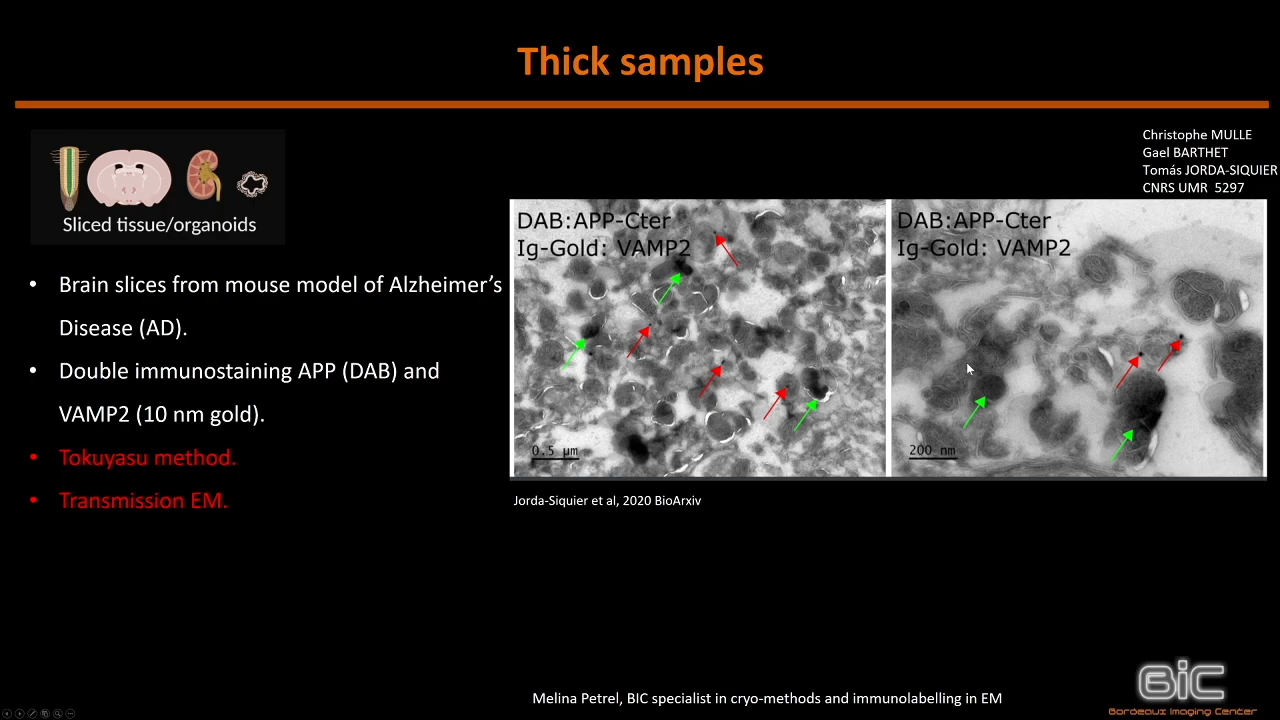 Thick samples
Christophe MULLE
Gael BARTHET
Tomás JORDA-SIQUIER
CNRS UMR 5297
Sliced tissue/organoids
• Brain slices from mouse model of Alzheimer’s
Disease (AD).
• Double immunostaining APP (DAB) and
VAMP2 (10 nm gold).
• Tokuyasu method.
• Transmission EM.
DAB:APP-Cter
Ig-Gold: VAMP2
0.5 µm
DAB:APP-Cter
Ig-Gold: VAMP2
200 nm
Jorda-Siquier et al, 2020 BioArxiv
Melina Petrel, BIC specialist in cryo-methods and immunolabelling in EM
BiC
Bordeaux Imaging Center